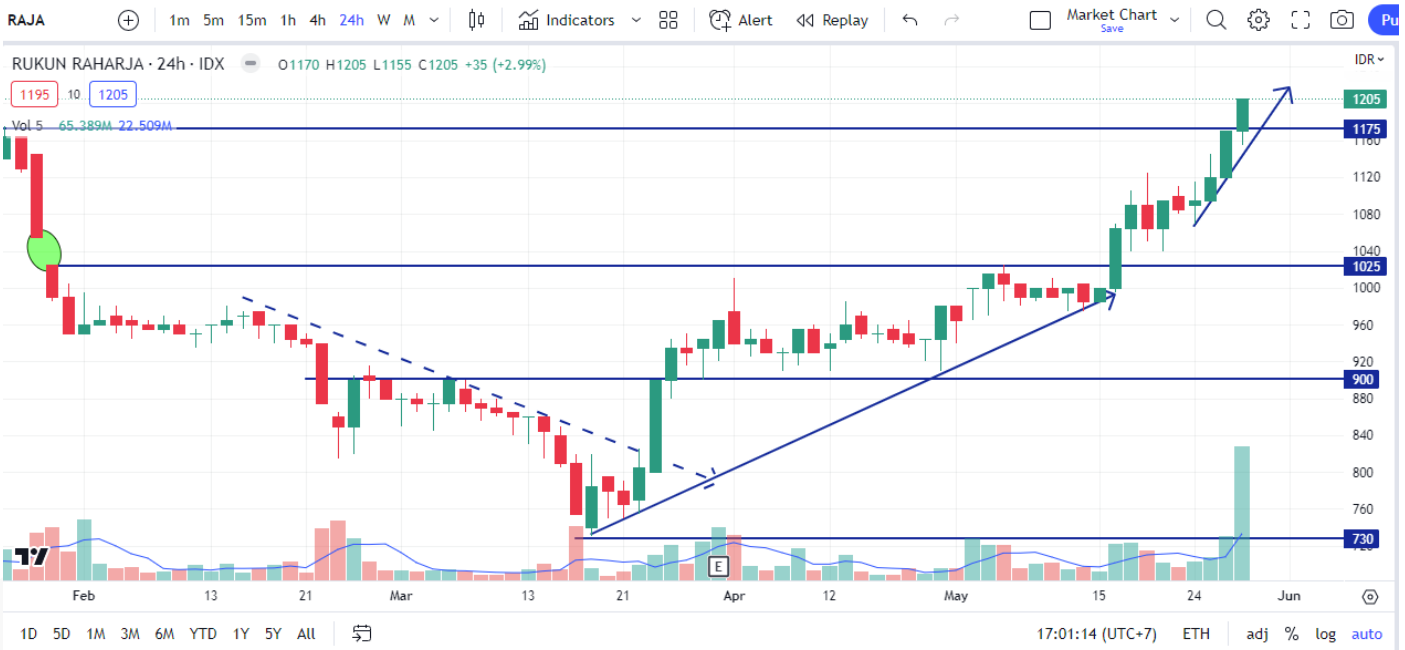 RAJA 1m 5m 15m 1h 4h 24h W M Indicators Alert Replay Market Chart Save Pu
RUKUN RAHARJA · 24h · IDX O1170 H1205 L1155 C1205 +35 (+2.99%) IDR
1195 10 1205
1205
Vol 5 65.389M 22.509M
1175
1160
1120
1080
1040
1025
1000
960
920
900
880
840
800
760
730
720
E
Feb 13 21 Mar 13 21 Apr 12 May 15 24 Jun
1D 5D 1M 3M 6M YTD 1Y 5Y All 17:01:14 (UTC+7) ETH adj % log auto